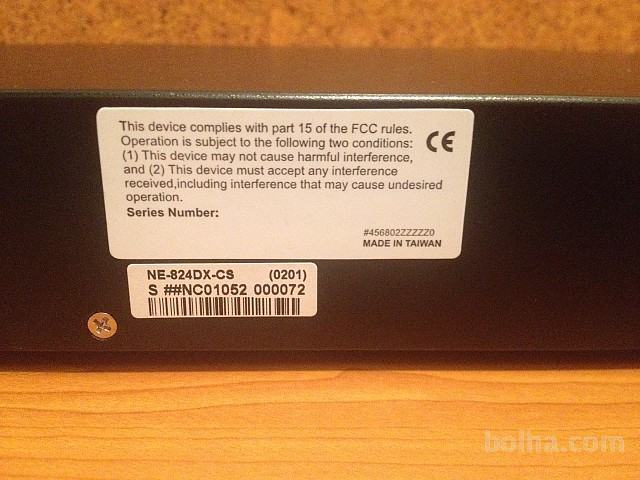 This device complies with part 15 of the FCC rules.
Operation is subject to the following two conditions:
(1) This device may not cause harmful interference,
and (2) This device must accept any interference
received,including interference that may cause undesired
operation.
CE
Series Number:
#456802ZZZZZ0
MADE IN TAIWAN
NE-824DX-CS (0201)
S ##NC01052 000072
bolha.com